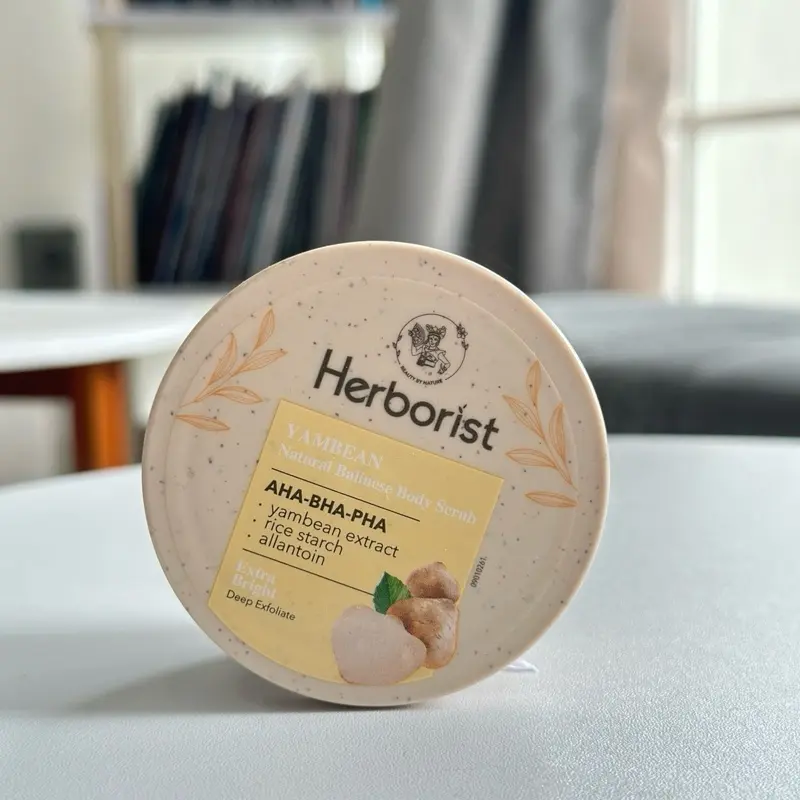 BEAUTY BY NATURE
Herborist
YAMBEAN
Natural Balinese Body Scrub
AHA-BHA-PHA
· yambean extract
· rice starch
· allantoin
Extra
Bright
Deep Exfoliate
09010261.